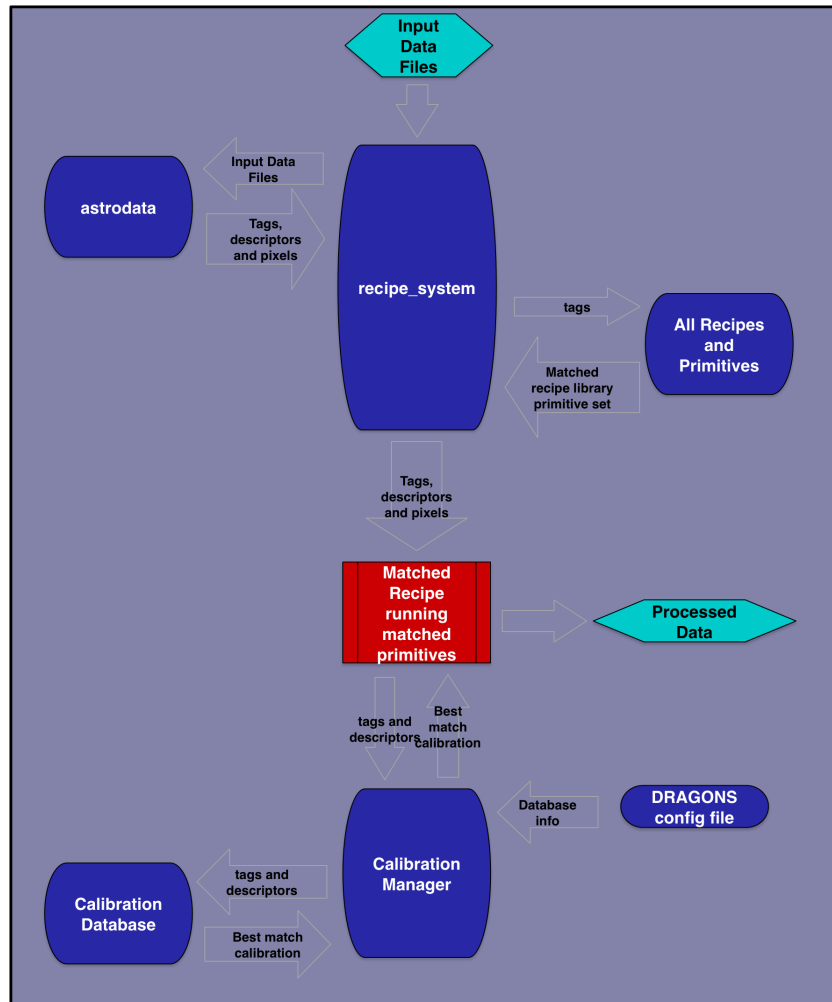 Input
Data
Files
Input Data
Files
astrodata
Tags,
descriptors
and pixels
recipe_system
tags
All Recipes
and
Primitives
Matched
recipe library
primitive set
Tags,
descriptors
and pixels
Matched
Recipe
running
matched
primitives
Processed
Data
tags and
descriptors
Best
match
calibration
Database
info
DRAGONS
config file
Calibration
Manager
tags and
descriptors
Calibration
Database
Best match
calibration